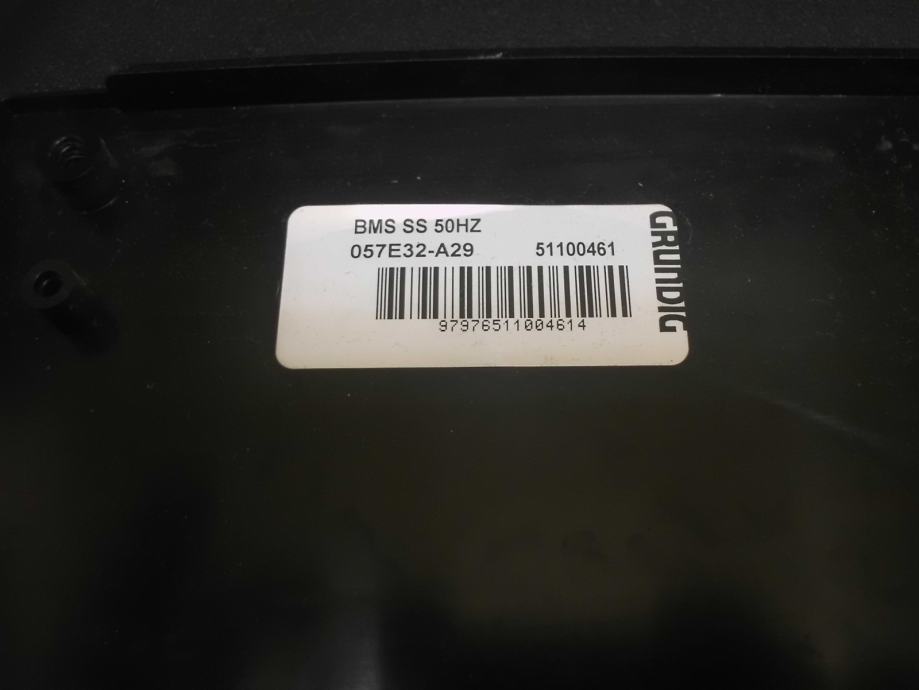 BMS SS 50HZ
057E32-A29 51100461
97976511004614
GRUNDIG